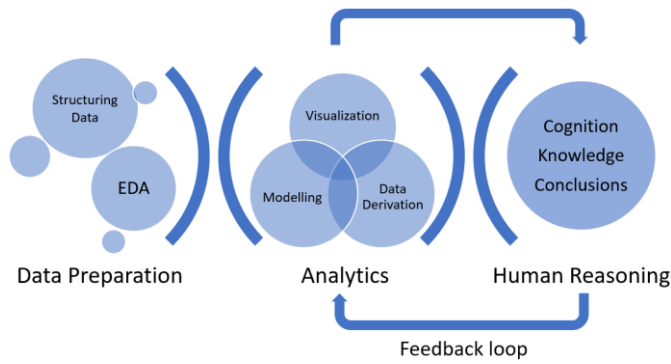 Structuring
Data
EDA
Data Preparation
Visualization
Modelling
Data
Derivation
Analytics
Cognition
Knowledge
Conclusions
Human Reasoning
Feedback loop